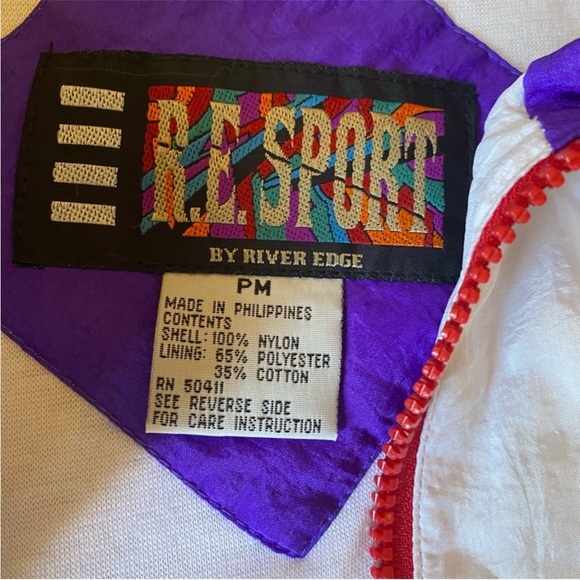 R.E. SPORT
BY RIVER EDGE
PM
MADE IN PHILIPPINES
CONTENTS
SHELL: 100% NYLON
LINING: 65% POLYESTER
35% COTTON
RN 50411
SEE REVERSE SIDE
FOR CARE INSTRUCTION